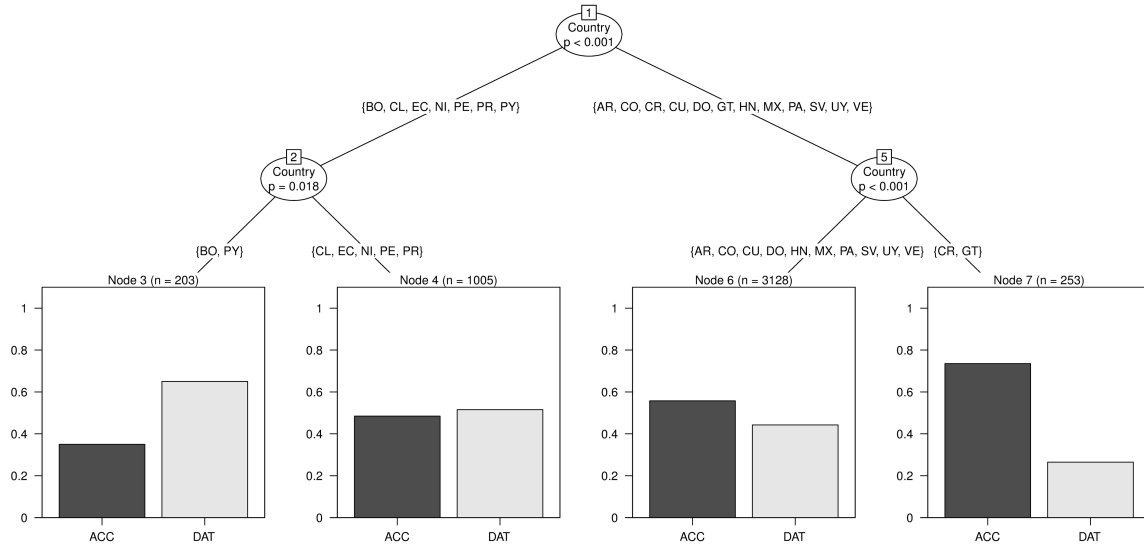 1
Country
p < 0.001
{BO, CL, EC, NI, PE, PR, PY}
{AR, CO, CR, CU, DO, GT, HN, MX, PA, SV, UY, VE}
2
Country
p = 0.018
5
Country
p < 0.001
{BO, PY}
{CL, EC, NI, PE, PR}
{AR, CO, CU, DO, HN, MX, PA, SV, UY, VE}
{CR, GT}
Node 3 (n = 203)
1
0.8
0.6
0.4
0.2
0
ACC DAT
Node 4 (n = 1005)
1
0.8
0.6
0.4
0.2
0
ACC DAT
Node 6 (n = 3128)
1
0.8
0.6
0.4
0.2
0
ACC DAT
Node 7 (n = 253)
1
0.8
0.6
0.4
0.2
0
ACC DAT